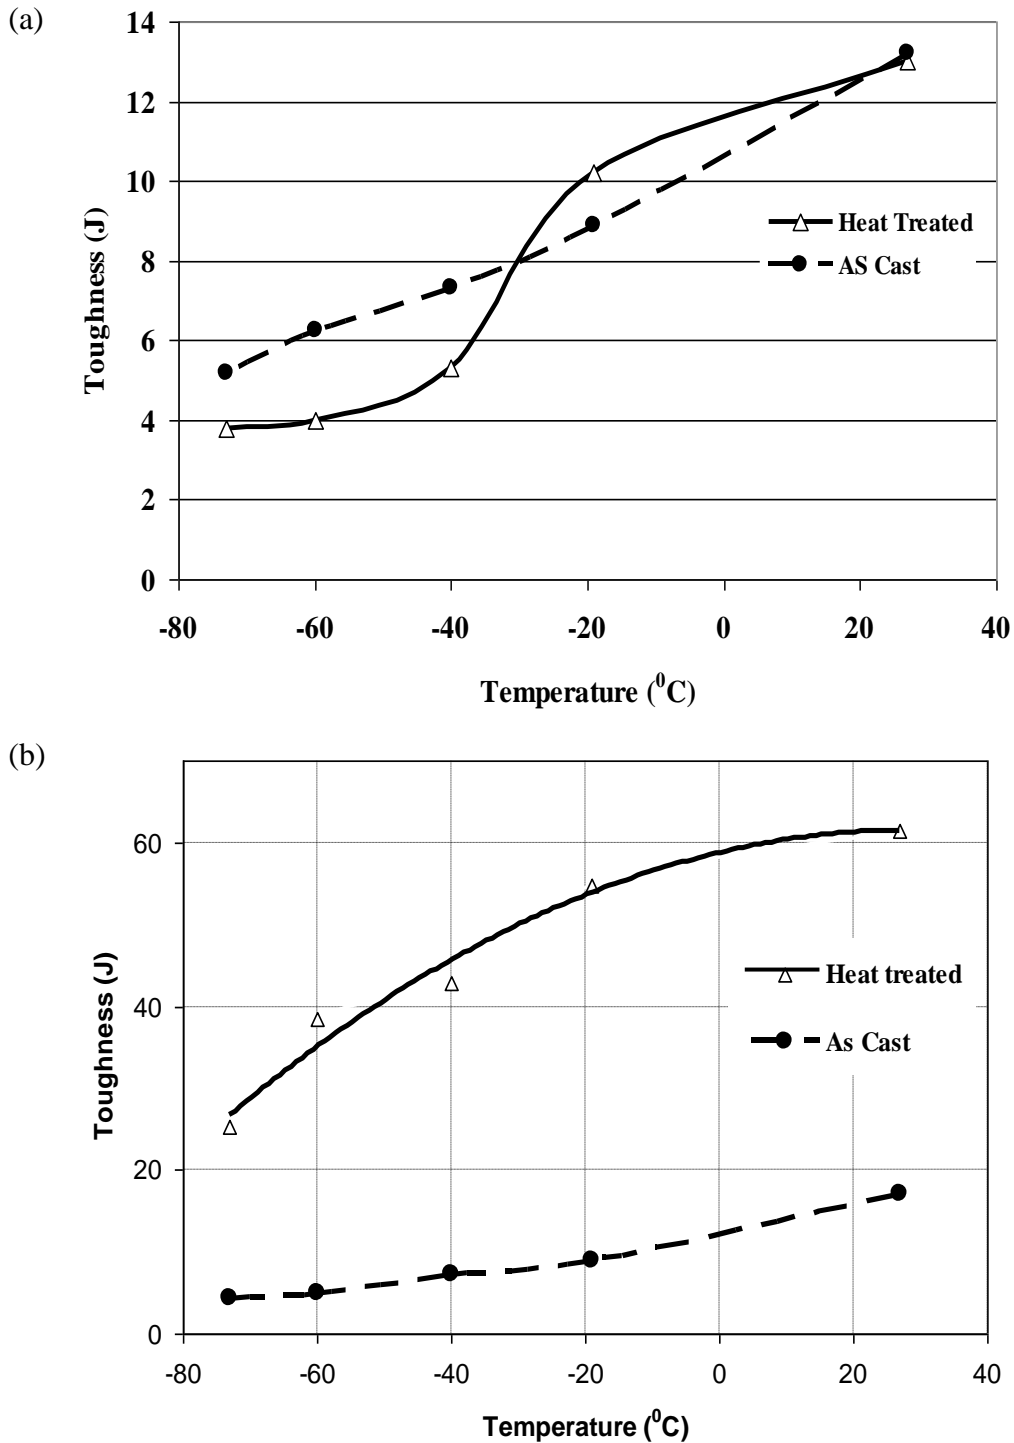 (a)
14
12
10
8
6
4
2
0
Toughness (J)
Heat Treated
AS Cast
-80 -60 -40 -20 0 20 40
Temperature (⁰C)
(b)
60
40
20
0
Toughness (J)
Heat treated
As Cast
-80 -60 -40 -20 0 20 40
Temperature (⁰C)